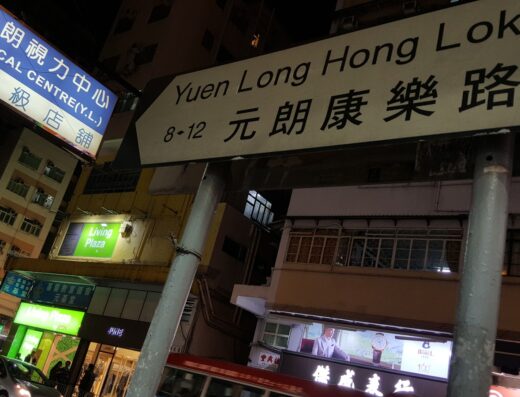 朗視力中心
CAL CENTRE(Y.L.)
級店舖
Yuen Long Hong Lok
8-12 元朗康樂路
Living
Plaza